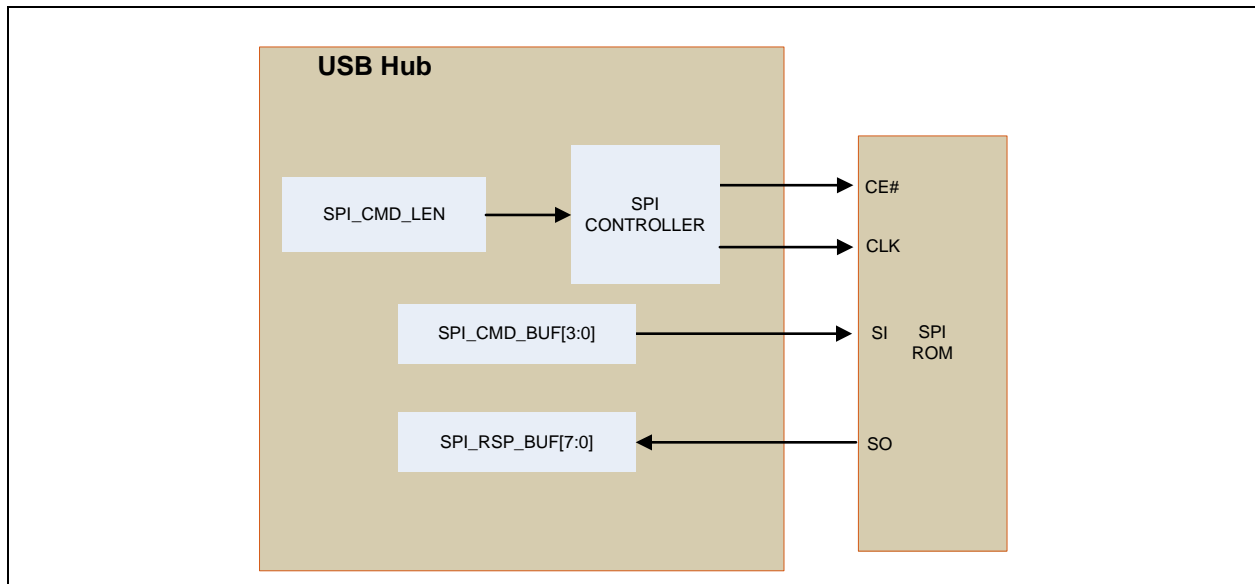 USB Hub
SPI_CMD_LEN
SPI
CONTROLLER
SPI_CMD_BUF[3:0]
SPI_RSP_BUF[7:0]
CE#
CLK
SI
SPI
ROM
SO